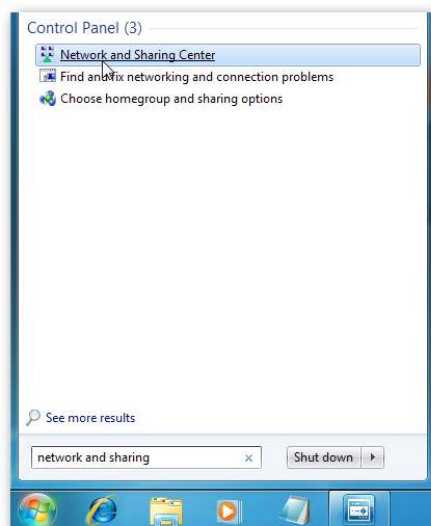 Control Panel (3)
Network and Sharing Center
Find and fix networking and connection problems
Choose homegroup and sharing options
See more results
network and sharing
Shut down